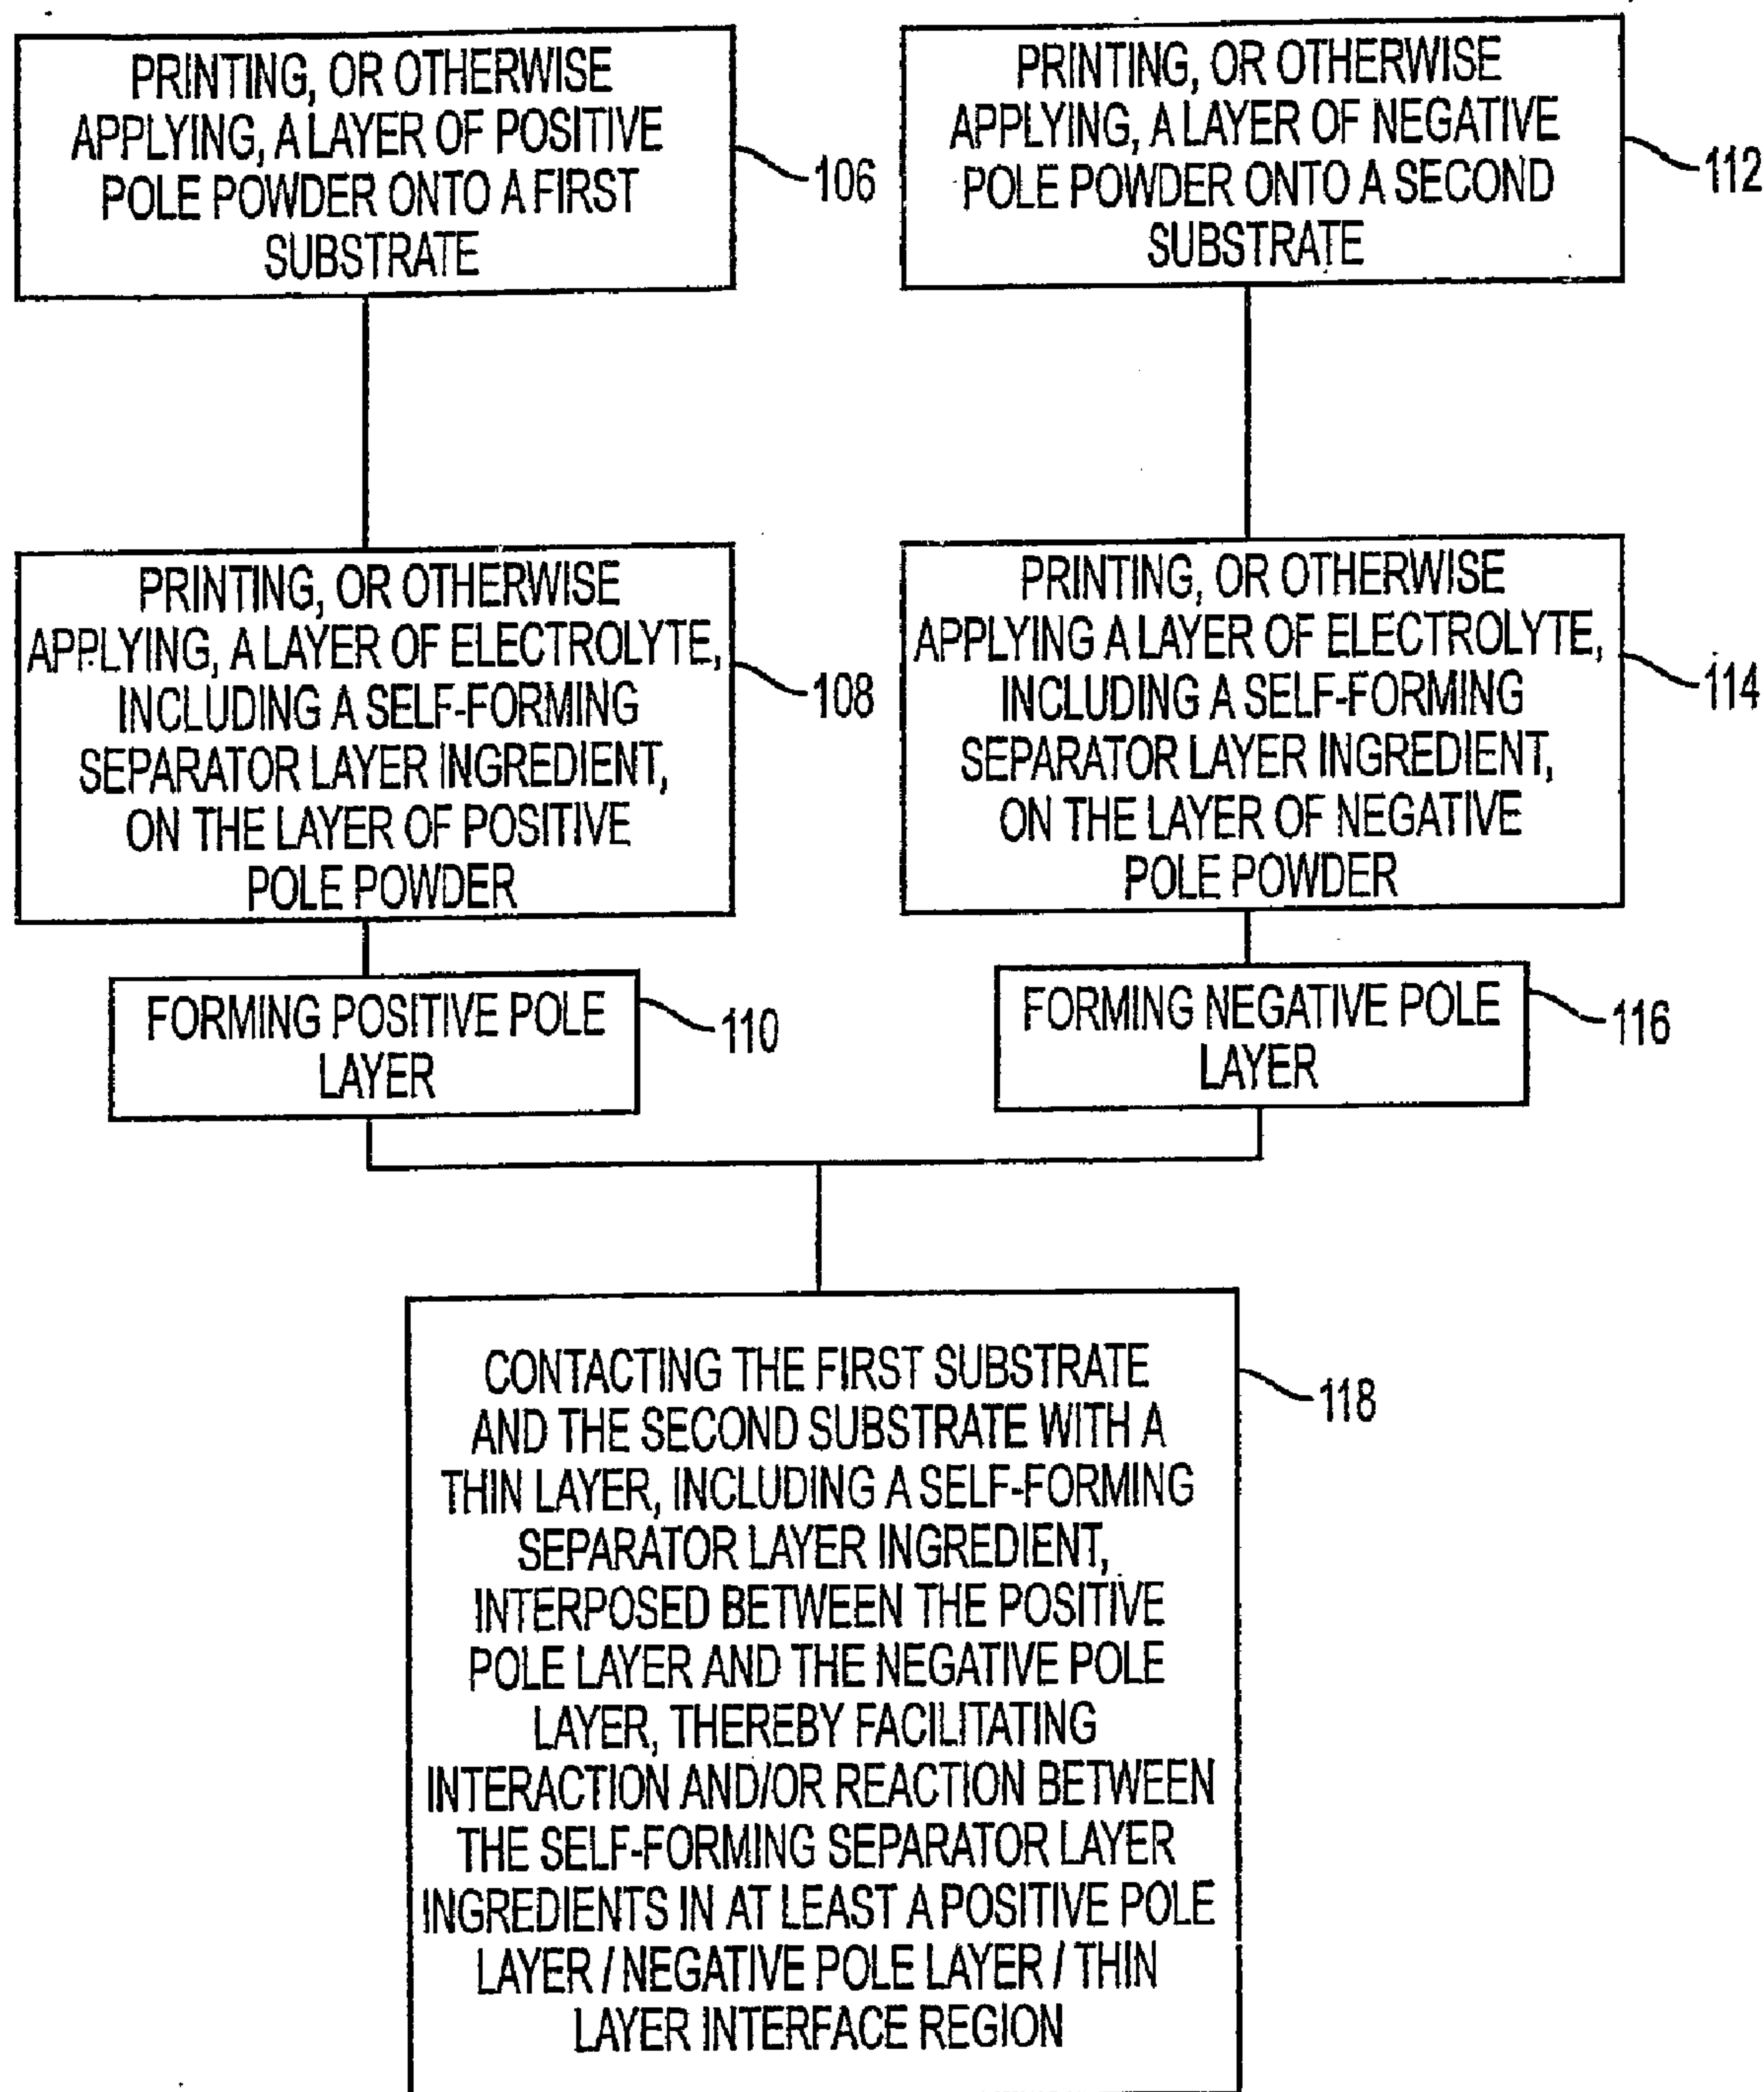 PRINTING, OR OTHERWISE
APPLYING, A LAYER OF POSITIVE
POLE POWDER ONTO A FIRST
SUBSTRATE
106
PRINTING, OR OTHERWISE
APPLYING, A LAYER OF NEGATIVE
POLE POWDER ONTO A SECOND
SUBSTRATE
112
PRINTING, OR OTHERWISE
APPLYING, A LAYER OF ELECTROLYTE,
INCLUDING A SELF-FORMING
SEPARATOR LAYER INGREDIENT,
ON THE LAYER OF POSITIVE
POLE POWDER
108
PRINTING, OR OTHERWISE
APPLYING A LAYER OF ELECTROLYTE,
INCLUDING A SELF-FORMING
SEPARATOR LAYER INGREDIENT,
ON THE LAYER OF NEGATIVE
POLE POWDER
114
FORMING POSITIVE POLE
LAYER
110
FORMING NEGATIVE POLE
LAYER
116
CONTACTING THE FIRST SUBSTRATE
AND THE SECOND SUBSTRATE WITH A
THIN LAYER, INCLUDING A SELF-FORMING
SEPARATOR LAYER INGREDIENT,
INTERPOSED BETWEEN THE POSITIVE
POLE LAYER AND THE NEGATIVE POLE
LAYER, THEREBY FACILITATING
INTERACTION AND/OR REACTION BETWEEN
THE SELF-FORMING SEPARATOR LAYER
INGREDIENTS IN AT LEAST A POSITIVE POLE
LAYER / NEGATIVE POLE LAYER / THIN
LAYER INTERFACE REGION
118